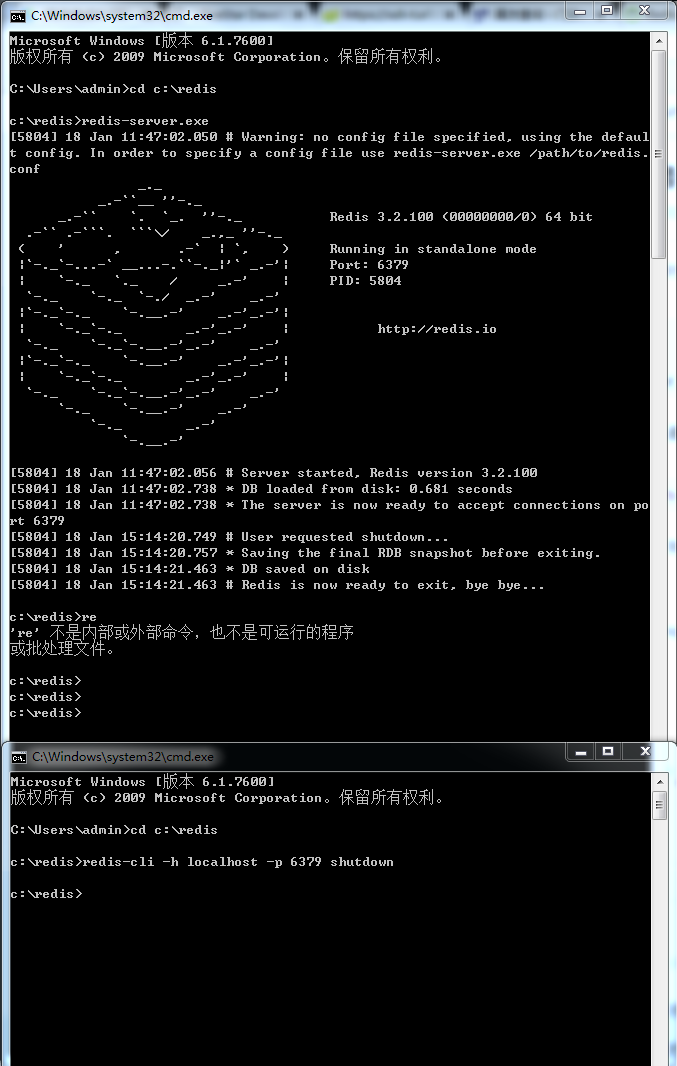 C:\Windows\system32\cmd.exe
Microsoft Windows [版本 6.1.7600]
版权所有 (c) 2009 Microsoft Corporation。保留所有权利。
C:\Users\admin>cd c:\redis
c:\redis>redis-server.exe
[5804] 18 Jan 11:47:02.050 # Warning: no config file specified, using the defaul
t config. In order to specify a config file use redis-server.exe /path/to/redis.
conf
Redis 3.2.100 (00000000/0) 64 bit
Running in standalone mode
Port: 6379
PID: 5804
http://redis.io
[5804] 18 Jan 11:47:02.056 # Server started, Redis version 3.2.100
[5804] 18 Jan 11:47:02.738 * DB loaded from disk: 0.681 seconds
[5804] 18 Jan 11:47:02.738 * The server is now ready to accept connections on po
rt 6379
[5804] 18 Jan 15:14:20.749 # User requested shutdown...
[5804] 18 Jan 15:14:20.757 * Saving the final RDB snapshot before exiting.
[5804] 18 Jan 15:14:21.463 * DB saved on disk
[5804] 18 Jan 15:14:21.463 # Redis is now ready to exit, bye bye...
c:\redis>re
're' 不是内部或外部命令，也不是可运行的程序
或批处理文件。
c:\redis>
c:\redis>
c:\redis>
C:\Windows\system32\cmd.exe
Microsoft Windows [版本 6.1.7600]
版权所有 (c) 2009 Microsoft Corporation。保留所有权利。
C:\Users\admin>cd c:\redis
c:\redis>redis-cli -h localhost -p 6379 shutdown
c:\redis>